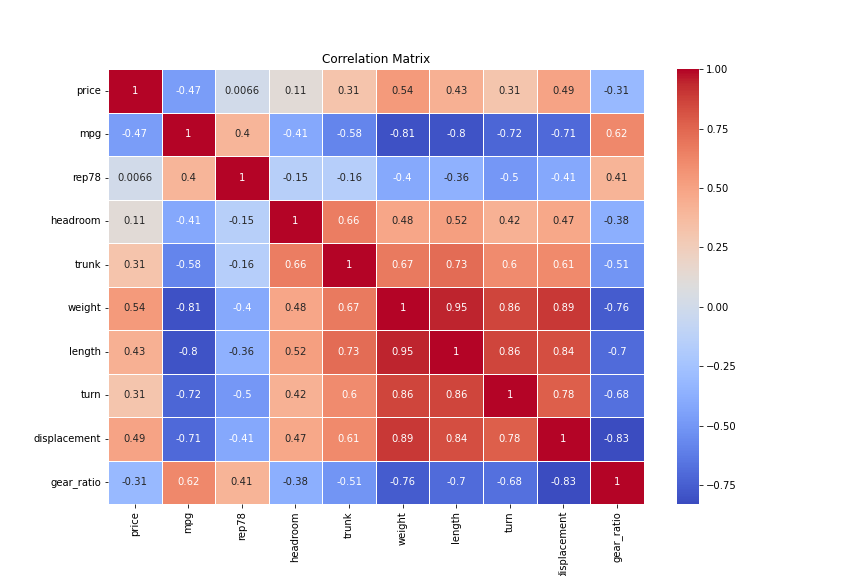 Correlation Matrix
price 1 -0.47 0.0066 0.11 0.31 0.54 0.43 0.31 0.49 -0.31
mpg -0.47 1 0.4 -0.41 -0.58 -0.81 -0.8 -0.72 -0.71 0.62
rep78 0.0066 0.4 1 -0.15 -0.16 -0.4 -0.36 -0.5 -0.41 0.41
headroom 0.11 -0.41 -0.15 1 0.66 0.48 0.52 0.42 0.47 -0.38
trunk 0.31 -0.58 -0.16 0.66 1 0.67 0.73 0.6 0.61 -0.51
weight 0.54 -0.81 -0.4 0.48 0.67 1 0.95 0.86 0.89 -0.76
length 0.43 -0.8 -0.36 0.52 0.73 0.95 1 0.86 0.84 -0.7
turn 0.31 -0.72 -0.5 0.42 0.6 0.86 0.86 1 0.78 -0.68
displacement 0.49 -0.71 -0.41 0.47 0.61 0.89 0.84 0.78 1 -0.83
gear_ratio -0.31 0.62 0.41 -0.38 -0.51 -0.76 -0.7 -0.68 -0.83 1
price mpg rep78 headroom trunk weight length turn displacement gear_ratio
1.00
0.75
0.50
0.25
0.00
−0.25
−0.50
−0.75